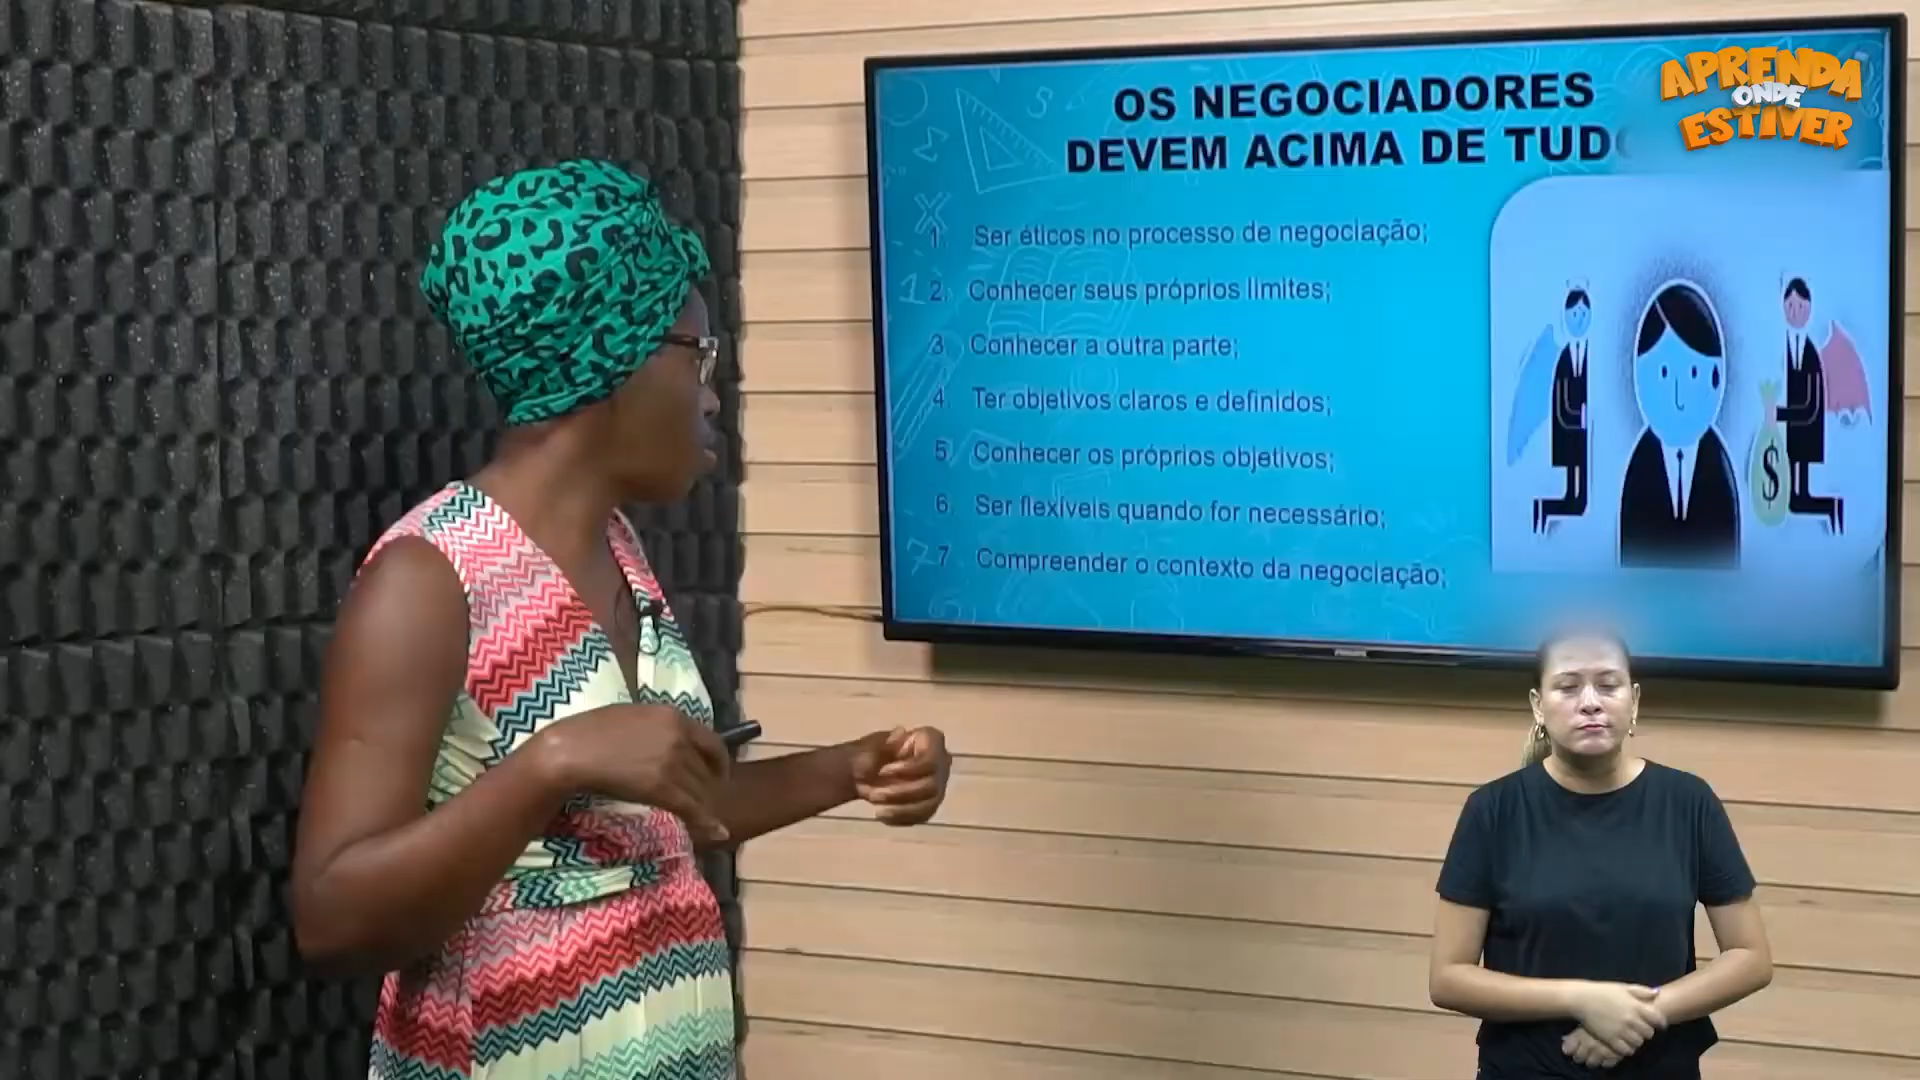 OS NEGOCIADORES
DEVEM ACIMA DE TUDO
APRENDA
ONDE
ESTIVER
1. Ser éticos no processo de negociação;
2. Conhecer seus próprios limites;
3. Conhecer a outra parte;
4. Ter objetivos claros e definidos;
5. Conhecer os próprios objetivos;
6. Ser flexíveis quando for necessário;
7. Compreender o contexto da negociação;
$